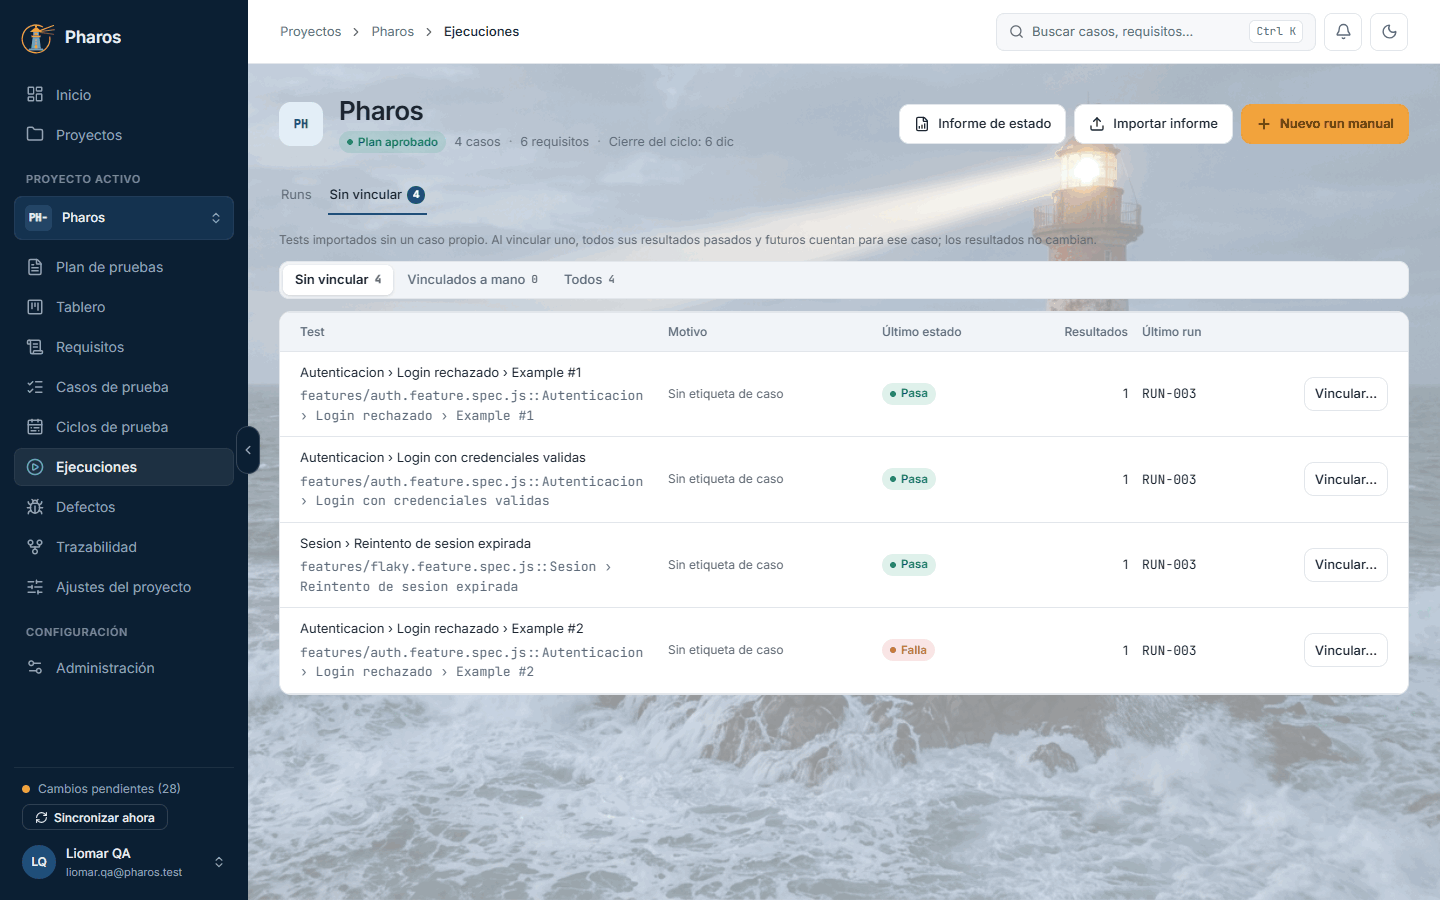 Pharos
Inicio
Proyectos
PROYECTO ACTIVO
PH- Pharos
Plan de pruebas
Tablero
Requisitos
Casos de prueba
Ciclos de prueba
Ejecuciones
Defectos
Trazabilidad
Ajustes del proyecto
CONFIGURACIÓN
Administración
Cambios pendientes (28)
Sincronizar ahora
LQ Liomar QA
liomar.qa@pharos.test
Proyectos > Pharos > Ejecuciones
Buscar casos, requisitos... Ctrl K
PH Pharos
Plan aprobado 4 casos · 6 requisitos · Cierre del ciclo: 6 dic
Informe de estado Importar informe + Nuevo run manual
Runs Sin vincular 4
Tests importados sin un caso propio. Al vincular uno, todos sus resultados pasados y futuros cuentan para ese caso; los resultados no cambian.
Sin vincular 4 Vinculados a mano 0 Todos 4
Test Motivo Último estado Resultados Último run
Autenticacion › Login rechazado › Example #1
features/auth.feature.spec.js::Autenticacion
› Login rechazado › Example #1
Sin etiqueta de caso Pasa 1 RUN-003 Vincular...
Autenticacion › Login con credenciales validas
features/auth.feature.spec.js::Autenticacion
› Login con credenciales validas
Sin etiqueta de caso Pasa 1 RUN-003 Vincular...
Sesion › Reintento de sesion expirada
features/flaky.feature.spec.js::Sesion ›
Reintento de sesion expirada
Sin etiqueta de caso Pasa 1 RUN-003 Vincular...
Autenticacion › Login rechazado › Example #2
features/auth.feature.spec.js::Autenticacion
› Login rechazado › Example #2
Sin etiqueta de caso Falla 1 RUN-003 Vincular...